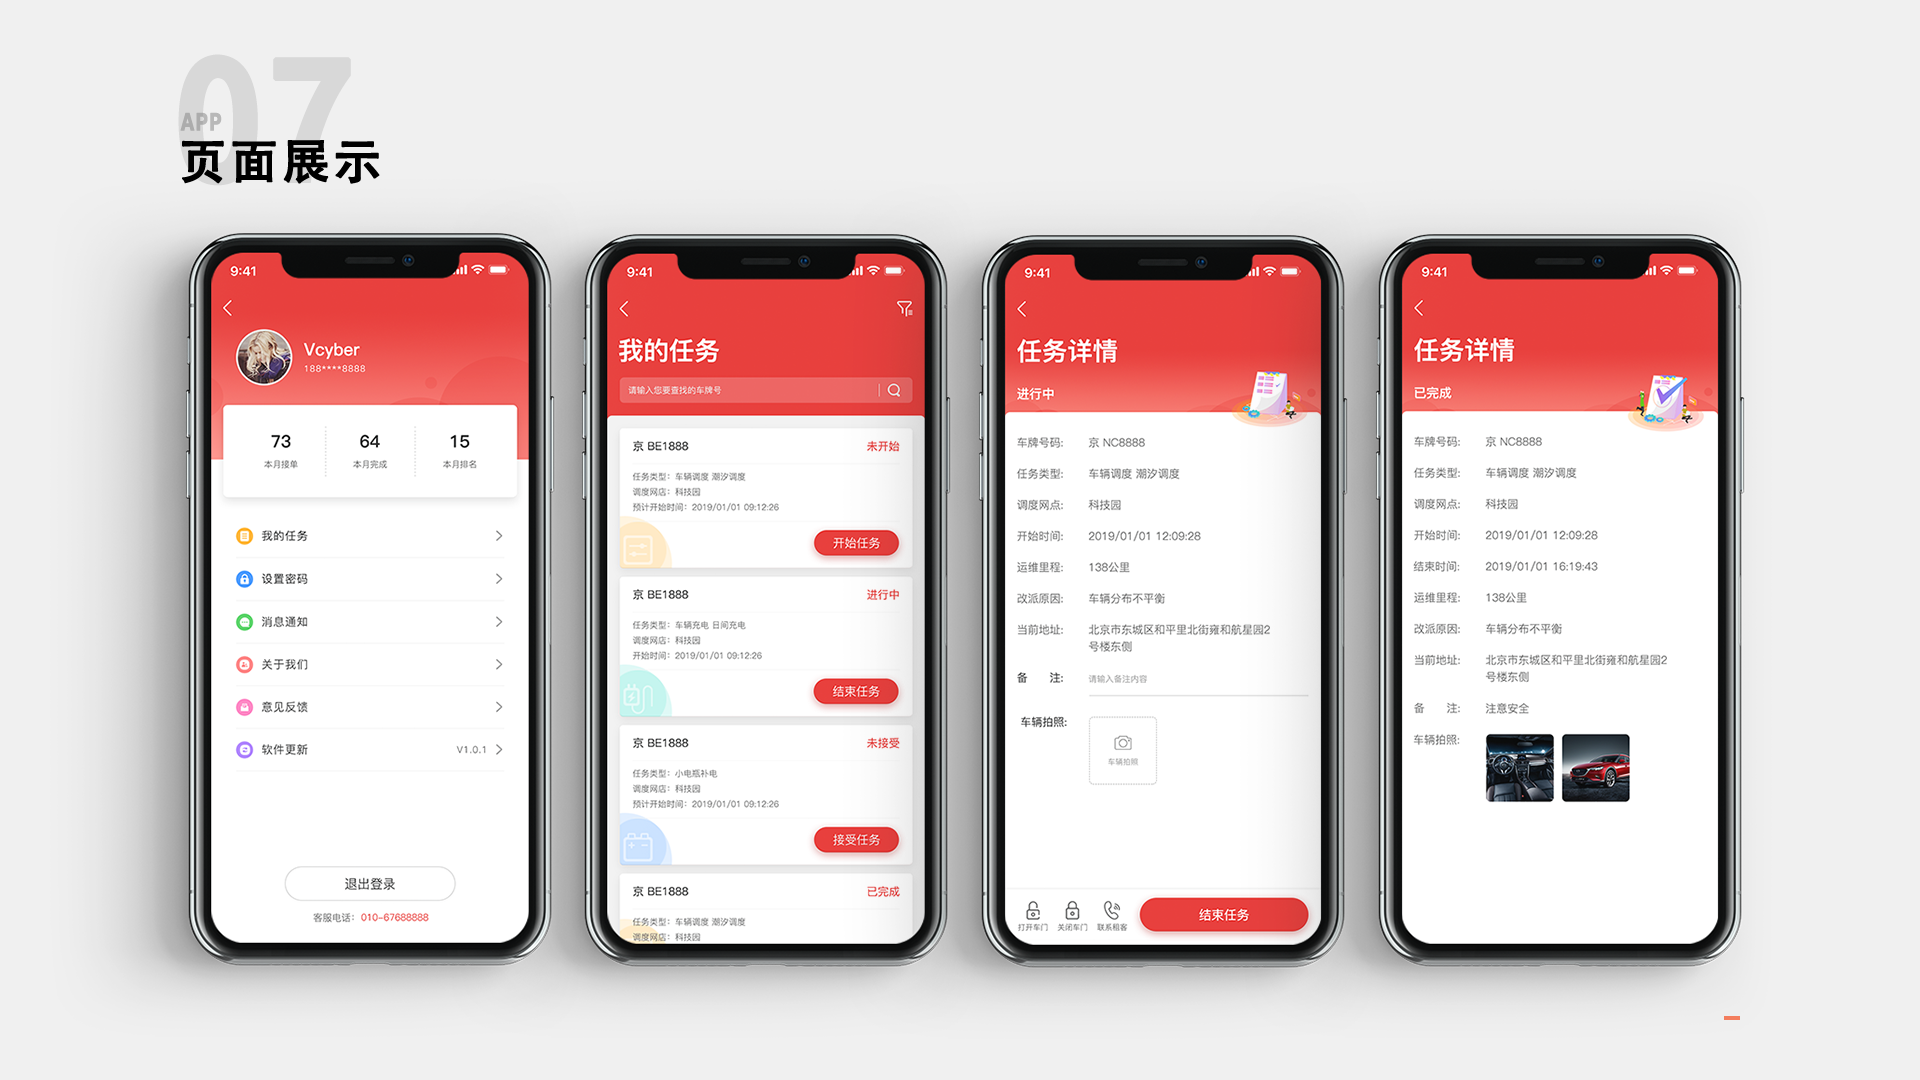 07
APP
页面展示
9:41
Vcyber
188****8888
73
64
15
本月接单
本月完成
本月排名
我的任务
设置密码
消息通知
关于我们
意见反馈
软件更新 V1.0.1
退出登录
客服电话：010-67688888
9:41
我的任务
请输入您要查找的车牌号
京 BE1888 未开始
任务类型：车辆调度 潮汐调度
调度网店：科技园
预计开始时间：2019/01/01 09:12:26
开始任务
京 BE1888 进行中
任务类型：车辆充电 日间充电
调度网店：科技园
开始时间：2019/01/01 09:12:26
结束任务
京 BE1888 未接受
任务类型：小电瓶补电
调度网店：科技园
预计开始时间：2019/01/01 09:12:26
接受任务
京 BE1888 已完成
任务类型：车辆调度 潮汐调度
调度网店：科技园
9:41
任务详情
进行中
车牌号码: 京 NC8888
任务类型: 车辆调度 潮汐调度
调度网点: 科技园
开始时间: 2019/01/01 12:09:28
运维里程: 138公里
改派原因: 车辆分布不平衡
当前地址: 北京市东城区和平里北街雍和航星园2
号楼东侧
备 注: 请输入备注内容
车辆拍照:
车辆拍照
打开车门
关闭车门
联系租客
结束任务
9:41
任务详情
已完成
车牌号码: 京 NC8888
任务类型: 车辆调度 潮汐调度
调度网点: 科技园
开始时间: 2019/01/01 12:09:28
结束时间: 2019/01/01 16:19:43
运维里程: 138公里
改派原因: 车辆分布不平衡
当前地址: 北京市东城区和平里北街雍和航星园2
号楼东侧
备 注: 注意安全
车辆拍照: